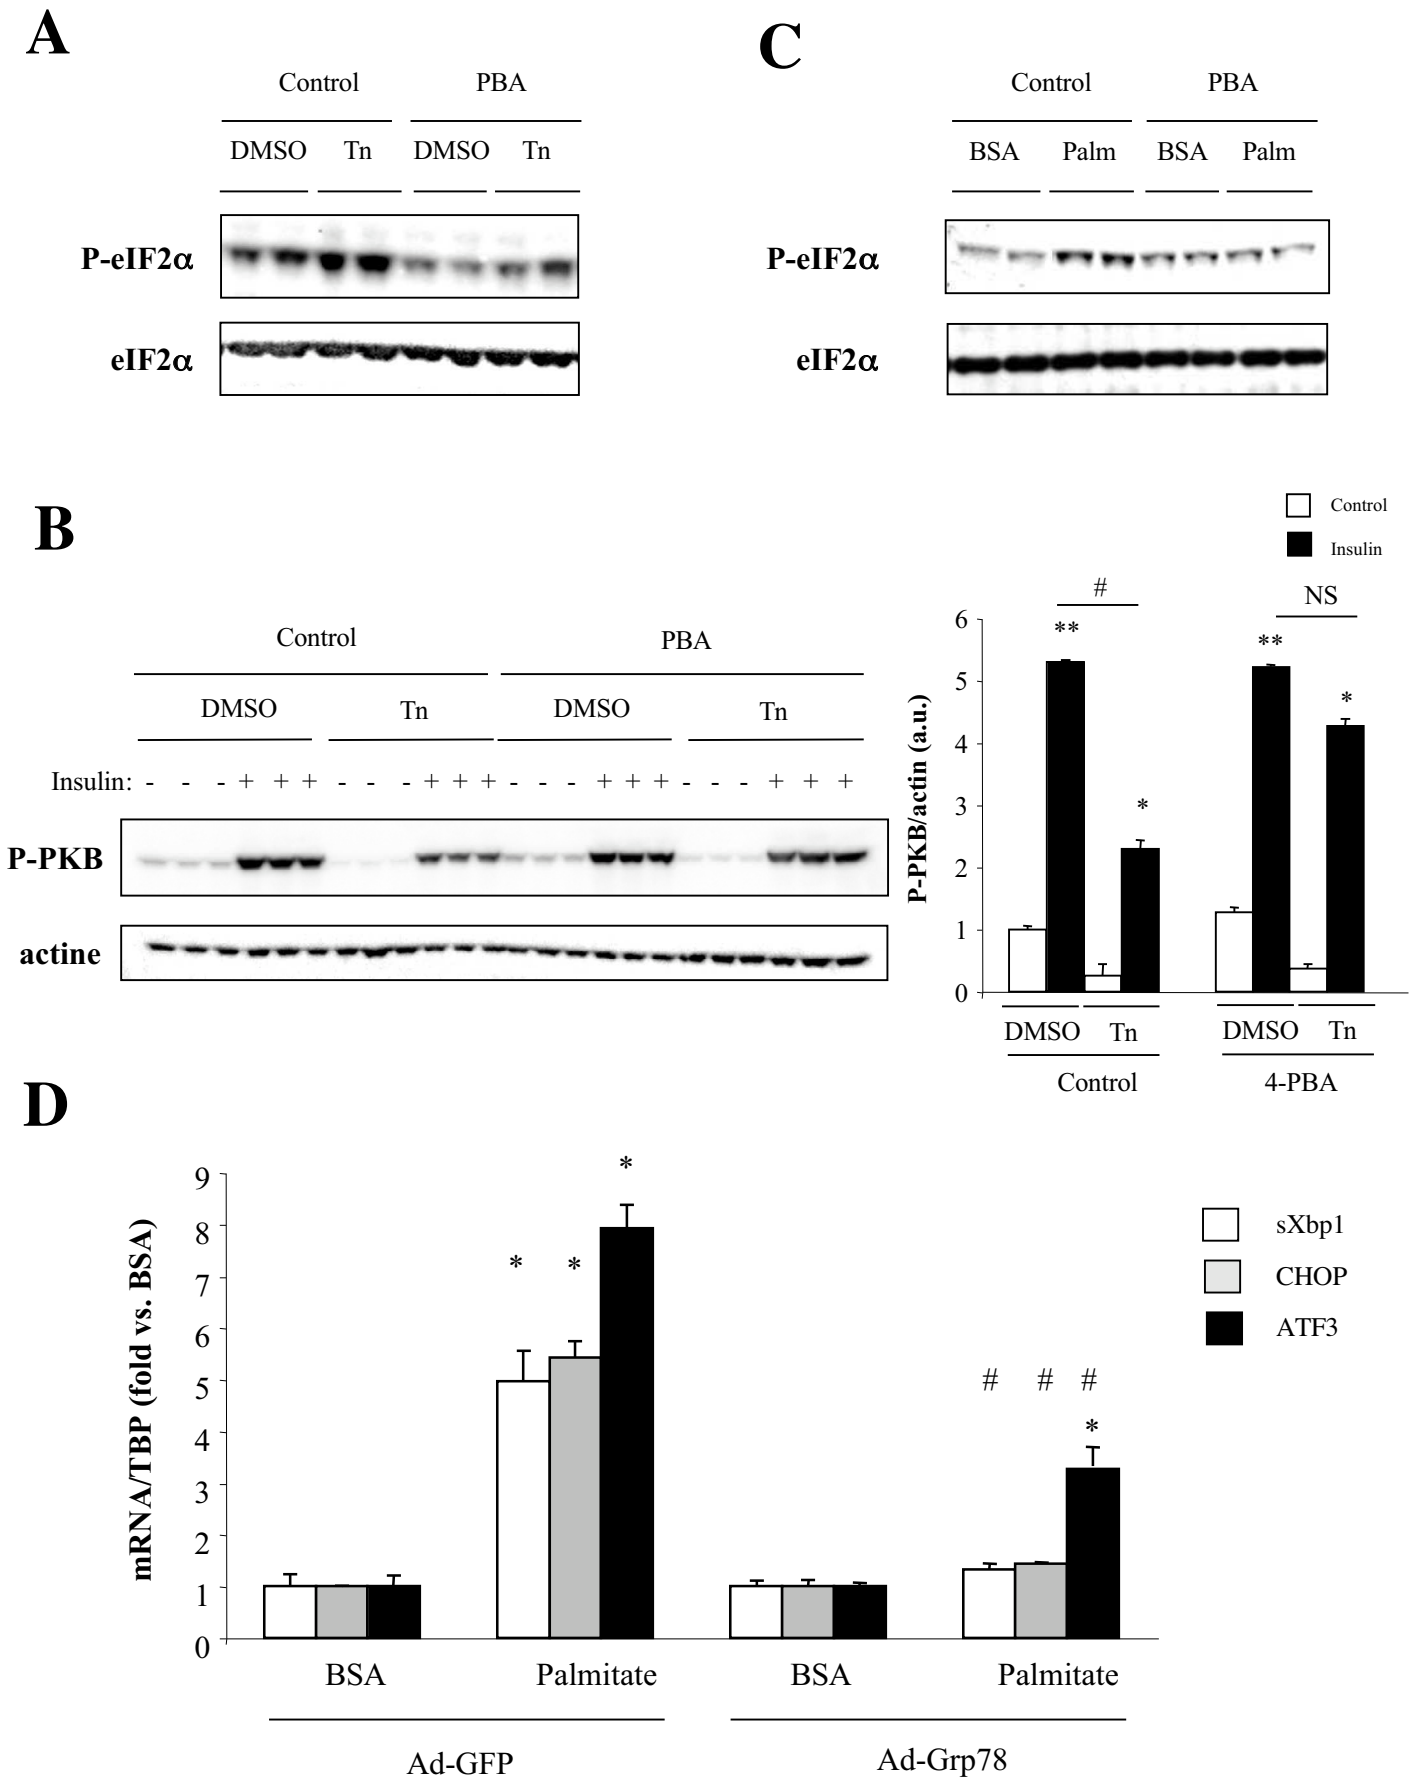 A
Control PBA
DMSO Tn DMSO Tn
P-eIF2α
eIF2α
C
Control PBA
BSA Palm BSA Palm
P-eIF2α
eIF2α
B
Control PBA
DMSO Tn DMSO Tn
Insulin: - - - + + + - - - + + + - - - + + + - - - + + +
P-PKB
actine
Control
Insulin
# NS
** ** * *
P-PKB/actin (a.u.)
6
5
4
3
2
1
0
DMSO Tn DMSO Tn
Control 4-PBA
D
mRNA/TBP (fold vs. BSA)
9
8
7
6
5
4
3
2
1
0
* * *
# # #
*
sXbp1
CHOP
ATF3
BSA Palmitate BSA Palmitate
Ad-GFP Ad-Grp78